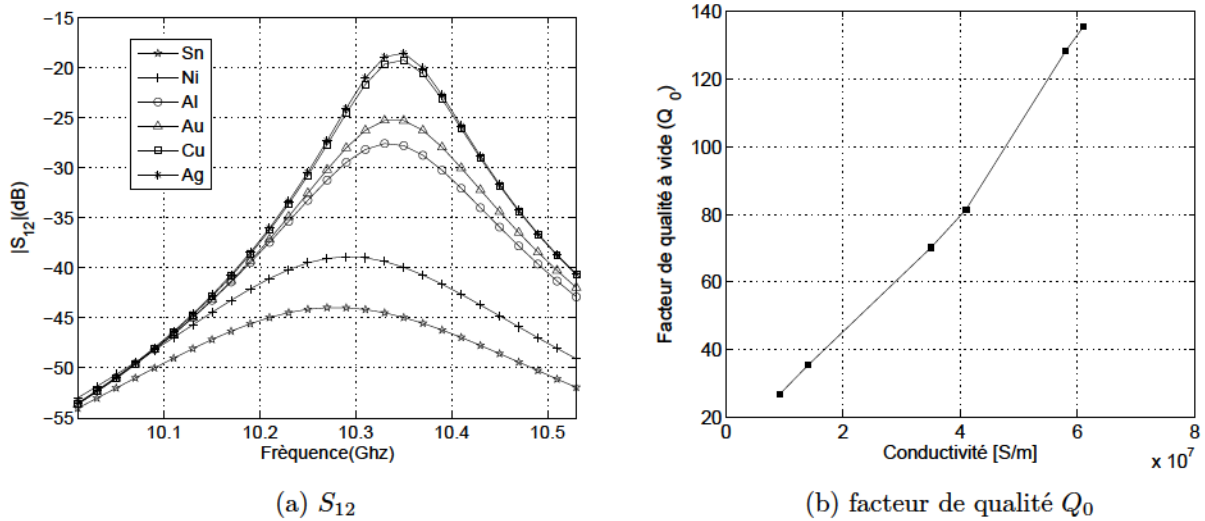 −15
−20
−25
−30
−35
−40
−45
−50
−55
|S12|(dB)
Sn
Ni
Al
Au
Cu
Ag
10.1 10.2 10.3 10.4 10.5
Frèquence(Ghz)
(a) S12
140
120
100
80
60
40
20
Facteur de qualité à vide (Q 0)
0 2 4 6 8
Conductivité [S/m]
x 10^7
(b) facteur de qualité Q0